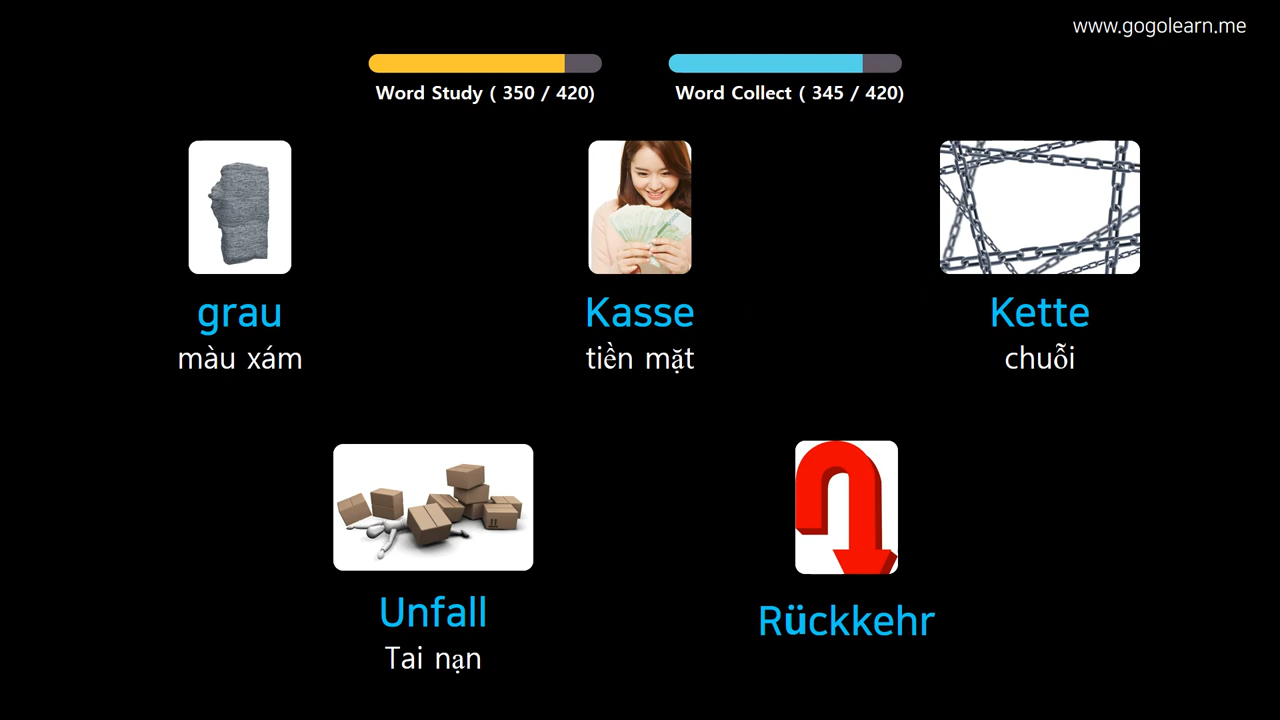 www.gogolearn.me
Word Study ( 350 / 420)
Word Collect ( 345 / 420)
grau
màu xám
Kasse
tiền mặt
Kette
chuỗi
Unfall
Tai nạn
Rückkehr